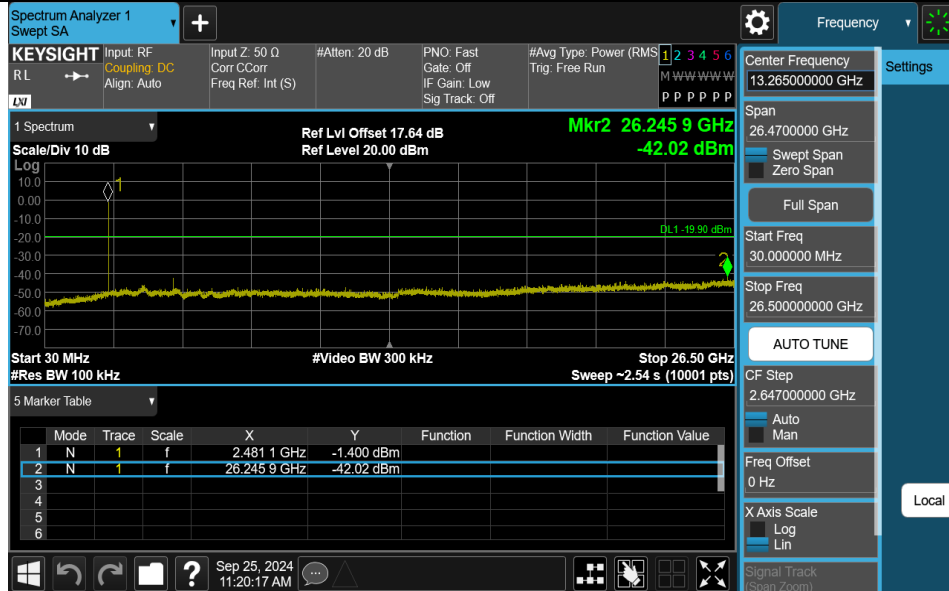 Spectrum Analyzer 1
Swept SA
+
Frequency
KEYSIGHT
RL
LXI
Input: RF
Coupling: DC
Align: Auto
Input Z: 50 Ω
Corr CCorr
Freq Ref: Int (S)
#Atten: 20 dB
PNO: Fast
Gate: Off
IF Gain: Low
Sig Track: Off
#Avg Type: Power (RMS
Trig: Free Run
1 2 3 4 5 6
M W W W W W
P P P P P P
1 Spectrum
Scale/Div 10 dB
Ref Lvl Offset 17.64 dB
Ref Level 20.00 dBm
Mkr2 26.245 9 GHz
-42.02 dBm
Log
10.0
0.00
-10.0
-20.0
-30.0
-40.0
-50.0
-60.0
-70.0
1
DL1 -19.90 dBm
2
Start 30 MHz
#Res BW 100 kHz
#Video BW 300 kHz
Stop 26.50 GHz
Sweep ~2.54 s (10001 pts)
5 Marker Table
Mode Trace Scale X Y Function Function Width Function Value
1 N 1 f 2.481 1 GHz -1.400 dBm
2 N 1 f 26.245 9 GHz -42.02 dBm
3
4
5
6
?
Sep 25, 2024
11:20:17 AM
Center Frequency
13.265000000 GHz
Span
26.4700000 GHz
Swept Span
Zero Span
Full Span
Start Freq
30.000000 MHz
Stop Freq
26.500000000 GHz
AUTO TUNE
CF Step
2.647000000 GHz
Auto
Man
Freq Offset
0 Hz
X Axis Scale
Log
Lin
Signal Track
(Span Zoom)
Settings
Local